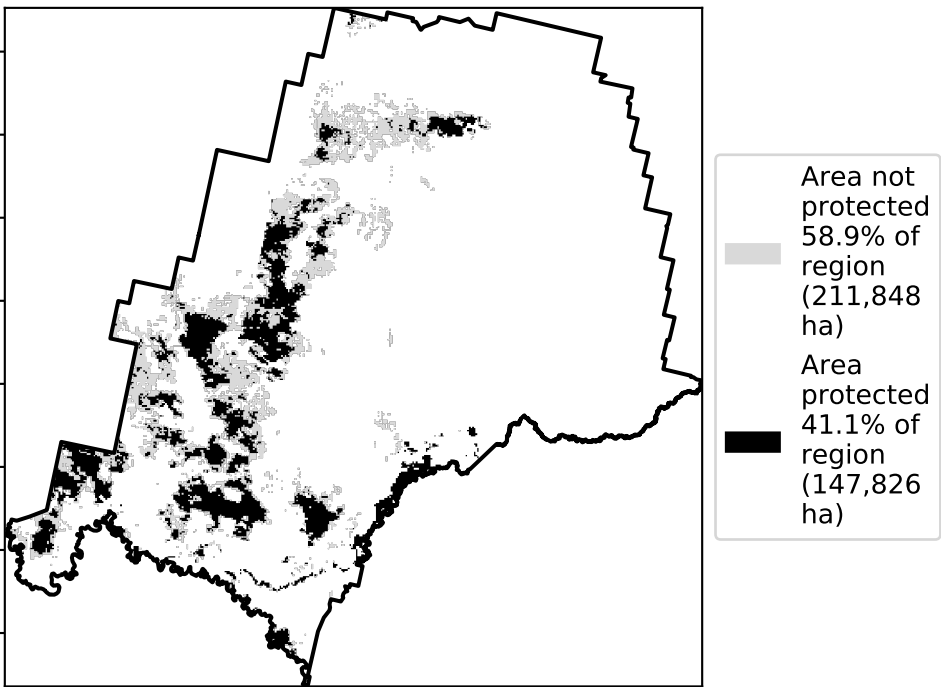 Area not
protected
58.9% of
region
(211,848
ha)
Area
protected
41.1% of
region
(147,826
ha)